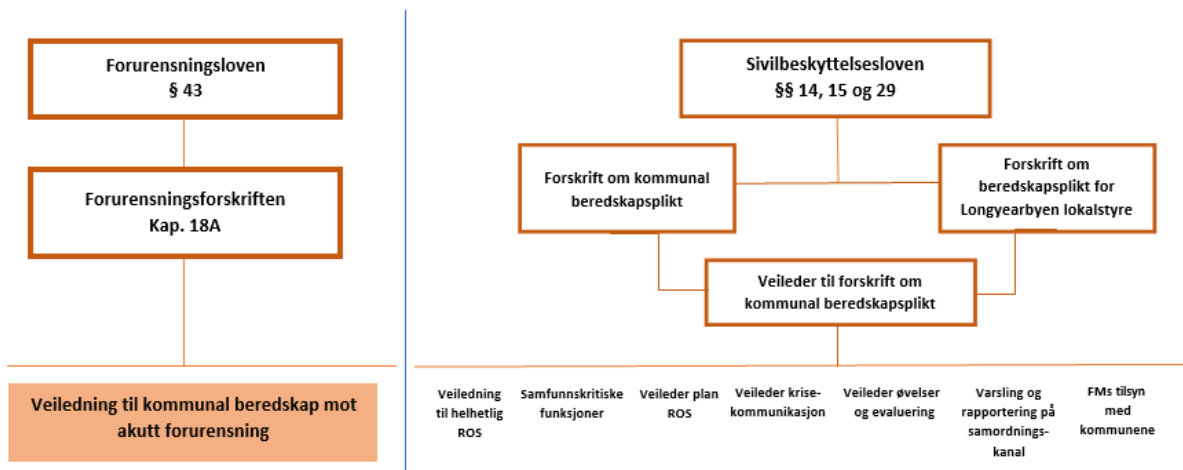 Forurensningsloven
§ 43
Forurensningsforskriften
Kap. 18A
Veiledning til kommunal beredskap mot
akutt forurensning
Sivilbeskyttelsesloven
§§ 14, 15 og 29
Forskrift om kommunal
beredskapsplikt
Forskrift om
beredskapsplikt for
Longyearbyen lokalstyre
Veileder til forskrift om
kommunal beredskapsplikt
Veiledning
til helhetlig
ROS
Samfunnskritiske
funksjoner
Veileder plan
ROS
Veileder krise-
kommunikasjon
Veileder øvelser
og evaluering
Varsling og
rapportering på
samordnings-
kanal
FMs tilsyn
med
kommunene